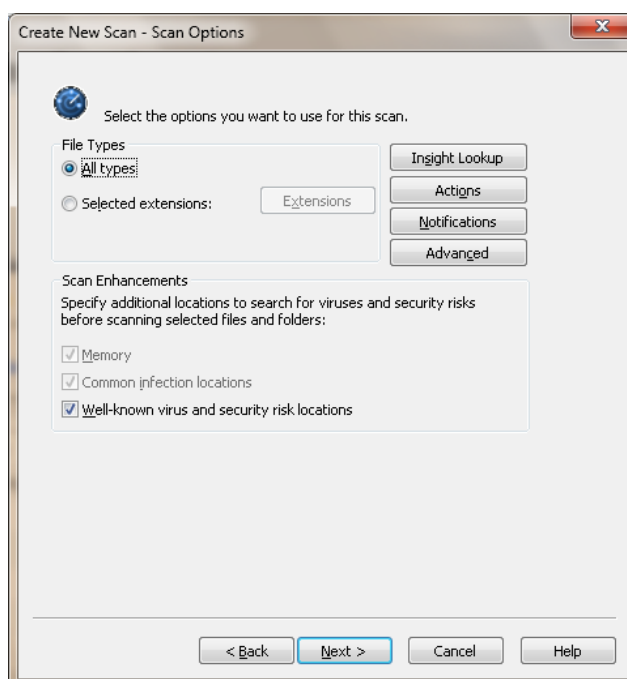 Create New Scan - Scan Options
Select the options you want to use for this scan.
File Types
All types
Selected extensions:
Extensions
Insight Lookup
Actions
Notifications
Advanced
Scan Enhancements
Specify additional locations to search for viruses and security risks
before scanning selected files and folders:
Memory
Common infection locations
Well-known virus and security risk locations
< Back
Next >
Cancel
Help